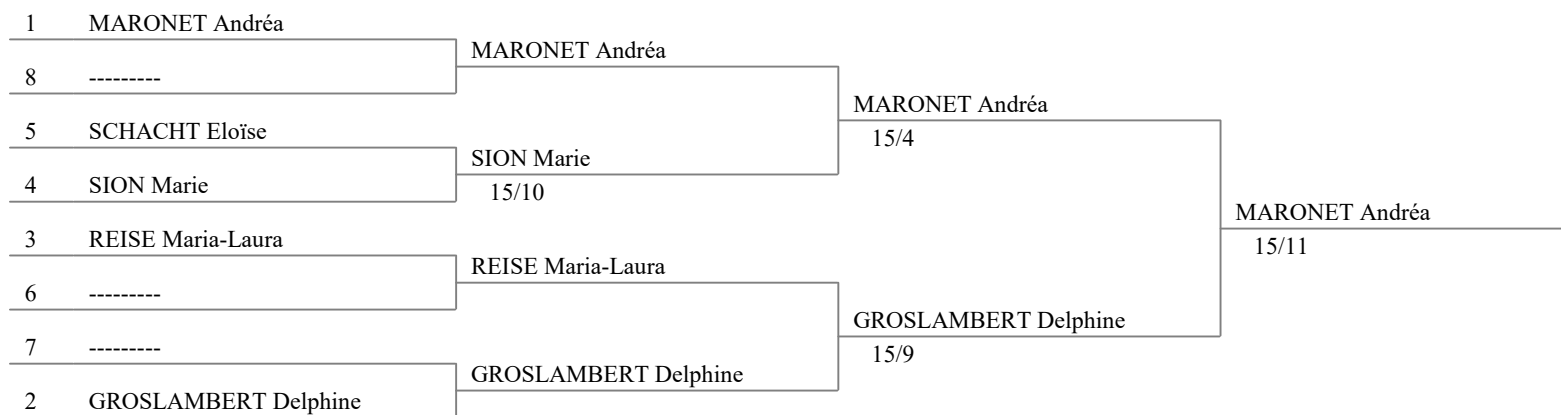 1 MARONET Andréa
MARONET Andréa
8 ---------
MARONET Andréa
5 SCHACHT Eloïse
15/4
SION Marie
4 SION Marie
15/10
MARONET Andréa
3 REISE Maria-Laura
15/11
REISE Maria-Laura
6 ---------
GROSLAMBERT Delphine
7 ---------
15/9
GROSLAMBERT Delphine
2 GROSLAMBERT Delphine